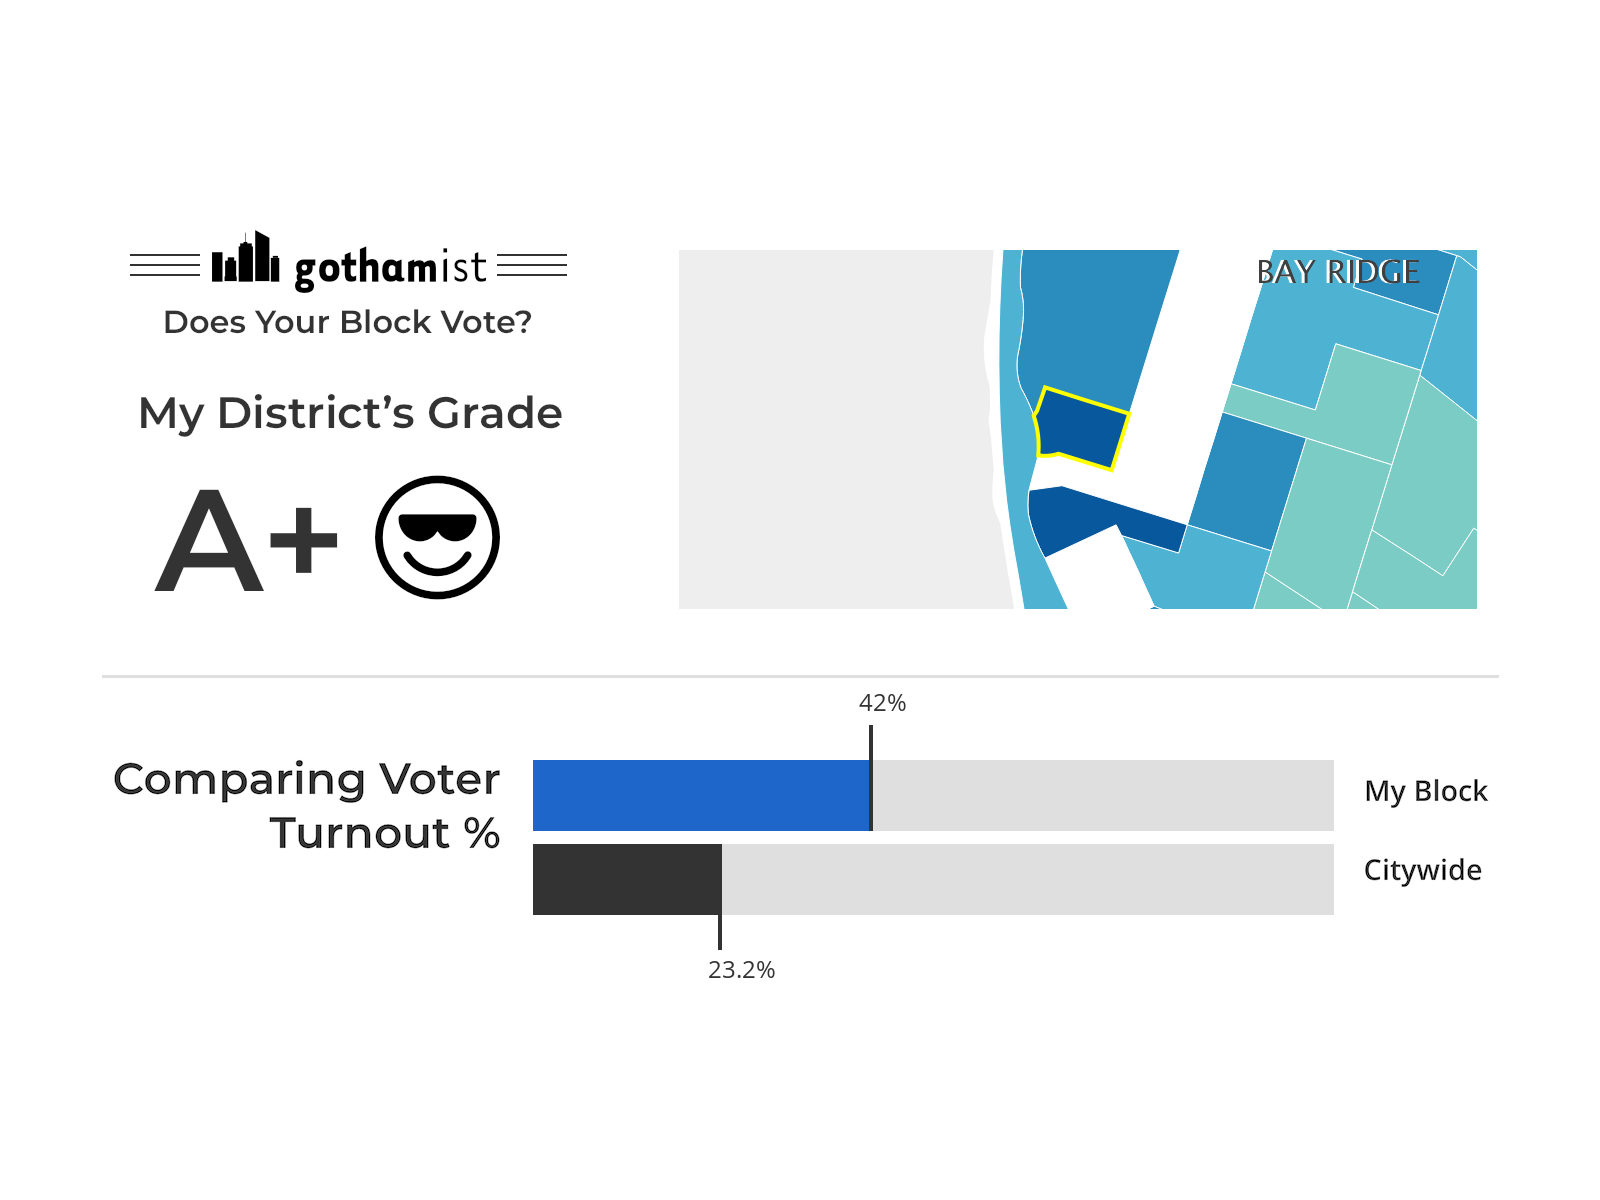 gothamist
Does Your Block Vote?
My District’s Grade
A+
BAY RIDGE
42%
Comparing Voter
Turnout %
My Block
Citywide
23.2%